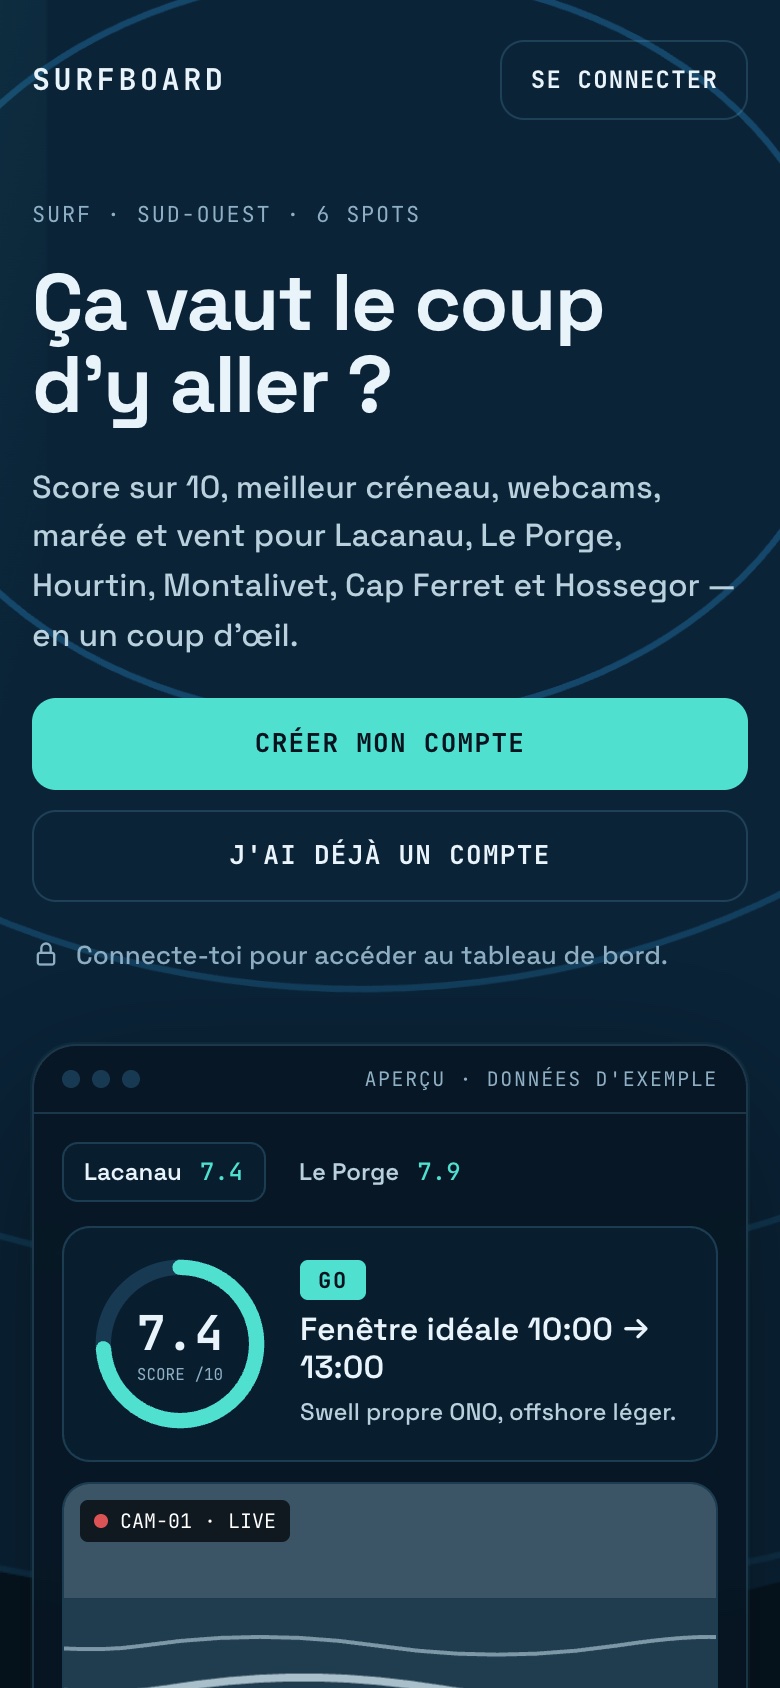 SURFBOARD
SE CONNECTER
SURF · SUD-OUEST · 6 SPOTS
Ça vaut le coup
d’y aller ?
Score sur 10, meilleur créneau, webcams,
marée et vent pour Lacanau, Le Porge,
Hourtin, Montalivet, Cap Ferret et Hossegor —
en un coup d’œil.
CRÉER MON COMPTE
J'AI DÉJÀ UN COMPTE
Connecte-toi pour accéder au tableau de bord.
APERÇU · DONNÉES D'EXEMPLE
Lacanau 7.4 Le Porge 7.9
7.4
SCORE /10
GO
Fenêtre idéale 10:00 →
13:00
Swell propre ONO, offshore léger.
CAM-01 · LIVE